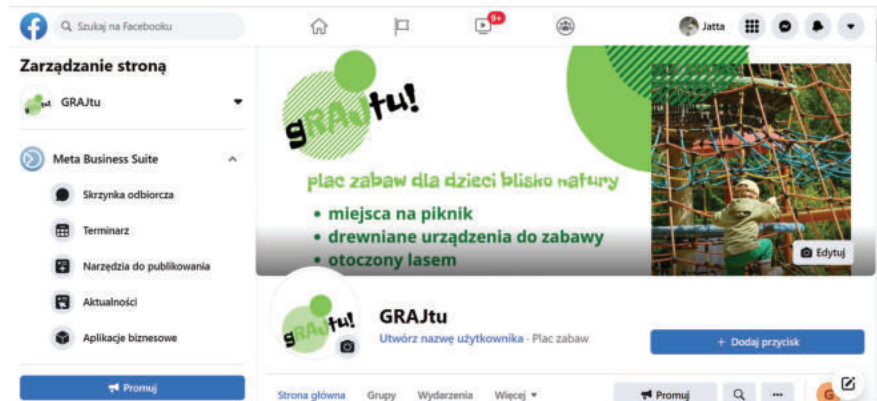 Szukaj na Facebooku
9+
Jatta
Zarządzanie stroną
GRAJtu
Meta Business Suite
Skrzynka odbiorcza
Terminarz
Narzędzia do publikowania
Aktualności
Aplikacje biznesowe
Promuj
gRAJtu!
plac zabaw dla dzieci blisko natury
• miejsca na piknik
• drewniane urządzenia do zabawy
• otoczony lasem
Edytuj
gRAJtu!
GRAJtu
Utwórz nazwę użytkownika · Plac zabaw
+ Dodaj przycisk
Strona główna Grupy Wydarzenia Więcej
Promuj
G